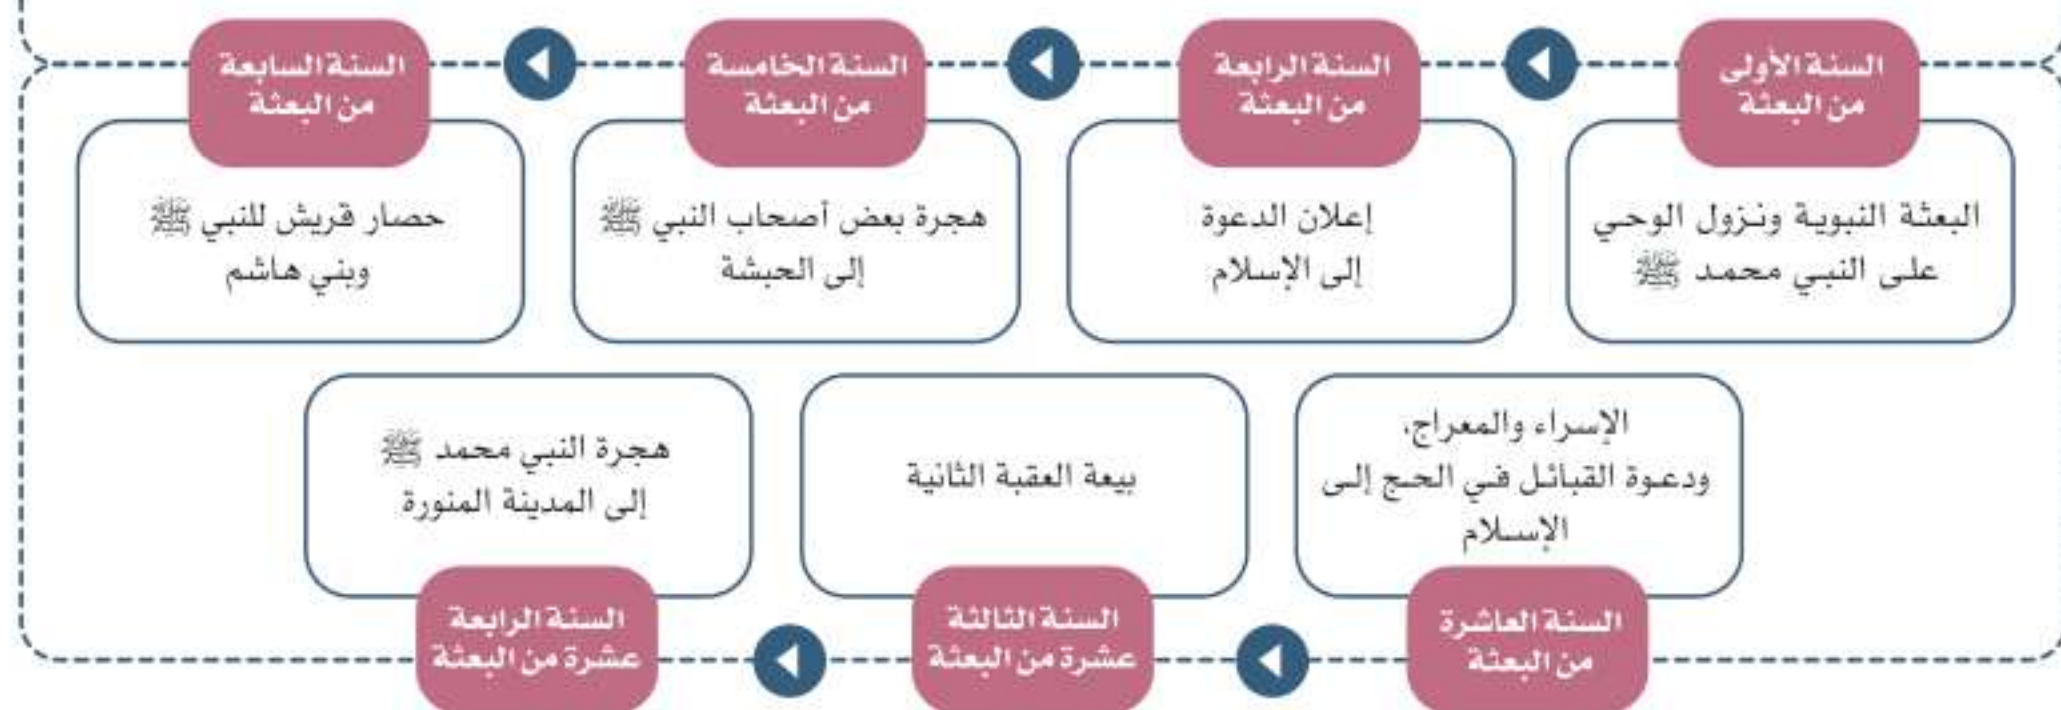 السنة الأولى
من البعثة
البعثة النبوية ونزول الوحي
على النبي محمد ﷺ
السنة الرابعة
من البعثة
إعلان الدعوة
إلى الإسلام
السنة الخامسة
من البعثة
هجرة بعض أصحاب النبي ﷺ
إلى الحبشة
السنة السابعة
من البعثة
حصار قريش للنبي ﷺ
وبني هاشم
الإسراء والمعراج،
ودعوة القبائل في الحج إلى
الإسلام
السنة العاشرة
من البعثة
بيعة العقبة الثانية
السنة الثالثة
عشرة من البعثة
هجرة النبي محمد ﷺ
إلى المدينة المنورة
السنة الرابعة
عشرة من البعثة